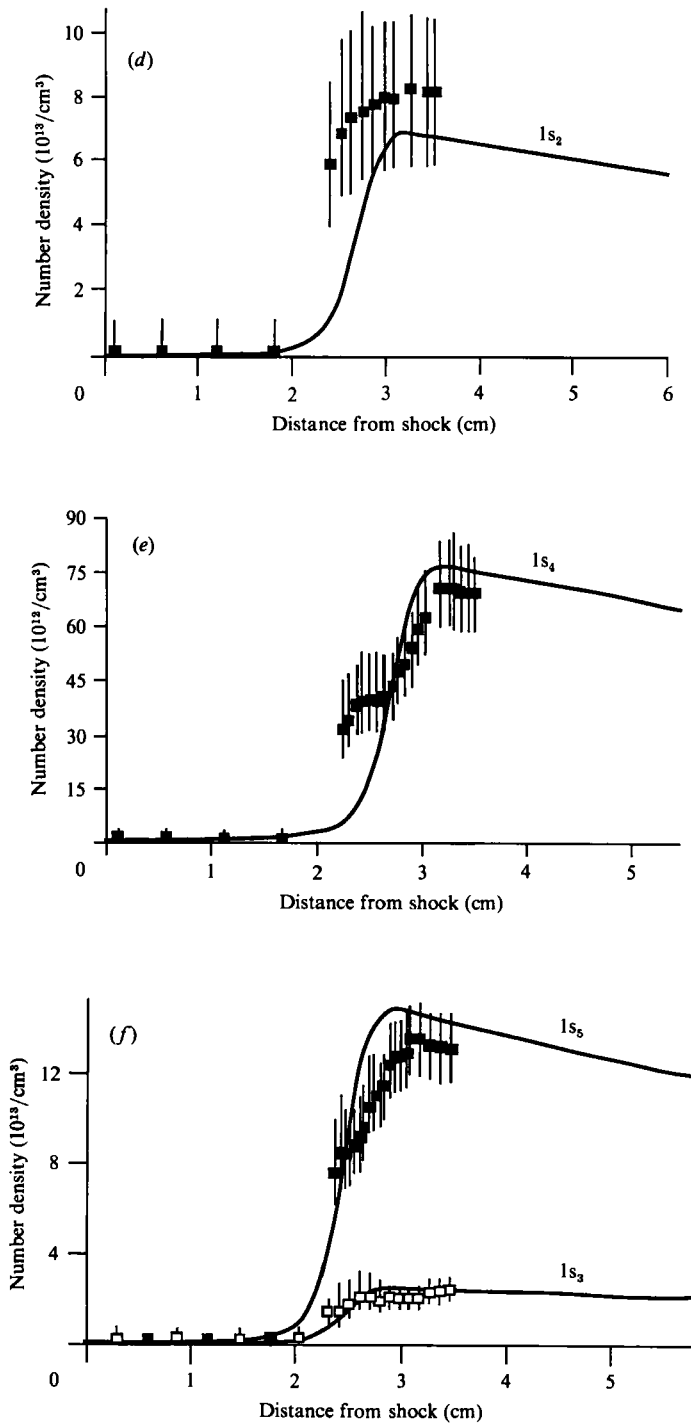 (d)
10
8
6
4
2
0
Number density (10¹³/cm³)
1s₂
1 2 3 4 5 6
Distance from shock (cm)
(e)
90
75
60
45
30
15
0
Number density (10¹²/cm³)
1s₄
1 2 3 4 5
Distance from shock (cm)
(f)
12
8
4
0
Number density (10¹³/cm³)
1s₅
1s₃
1 2 3 4 5
Distance from shock (cm)